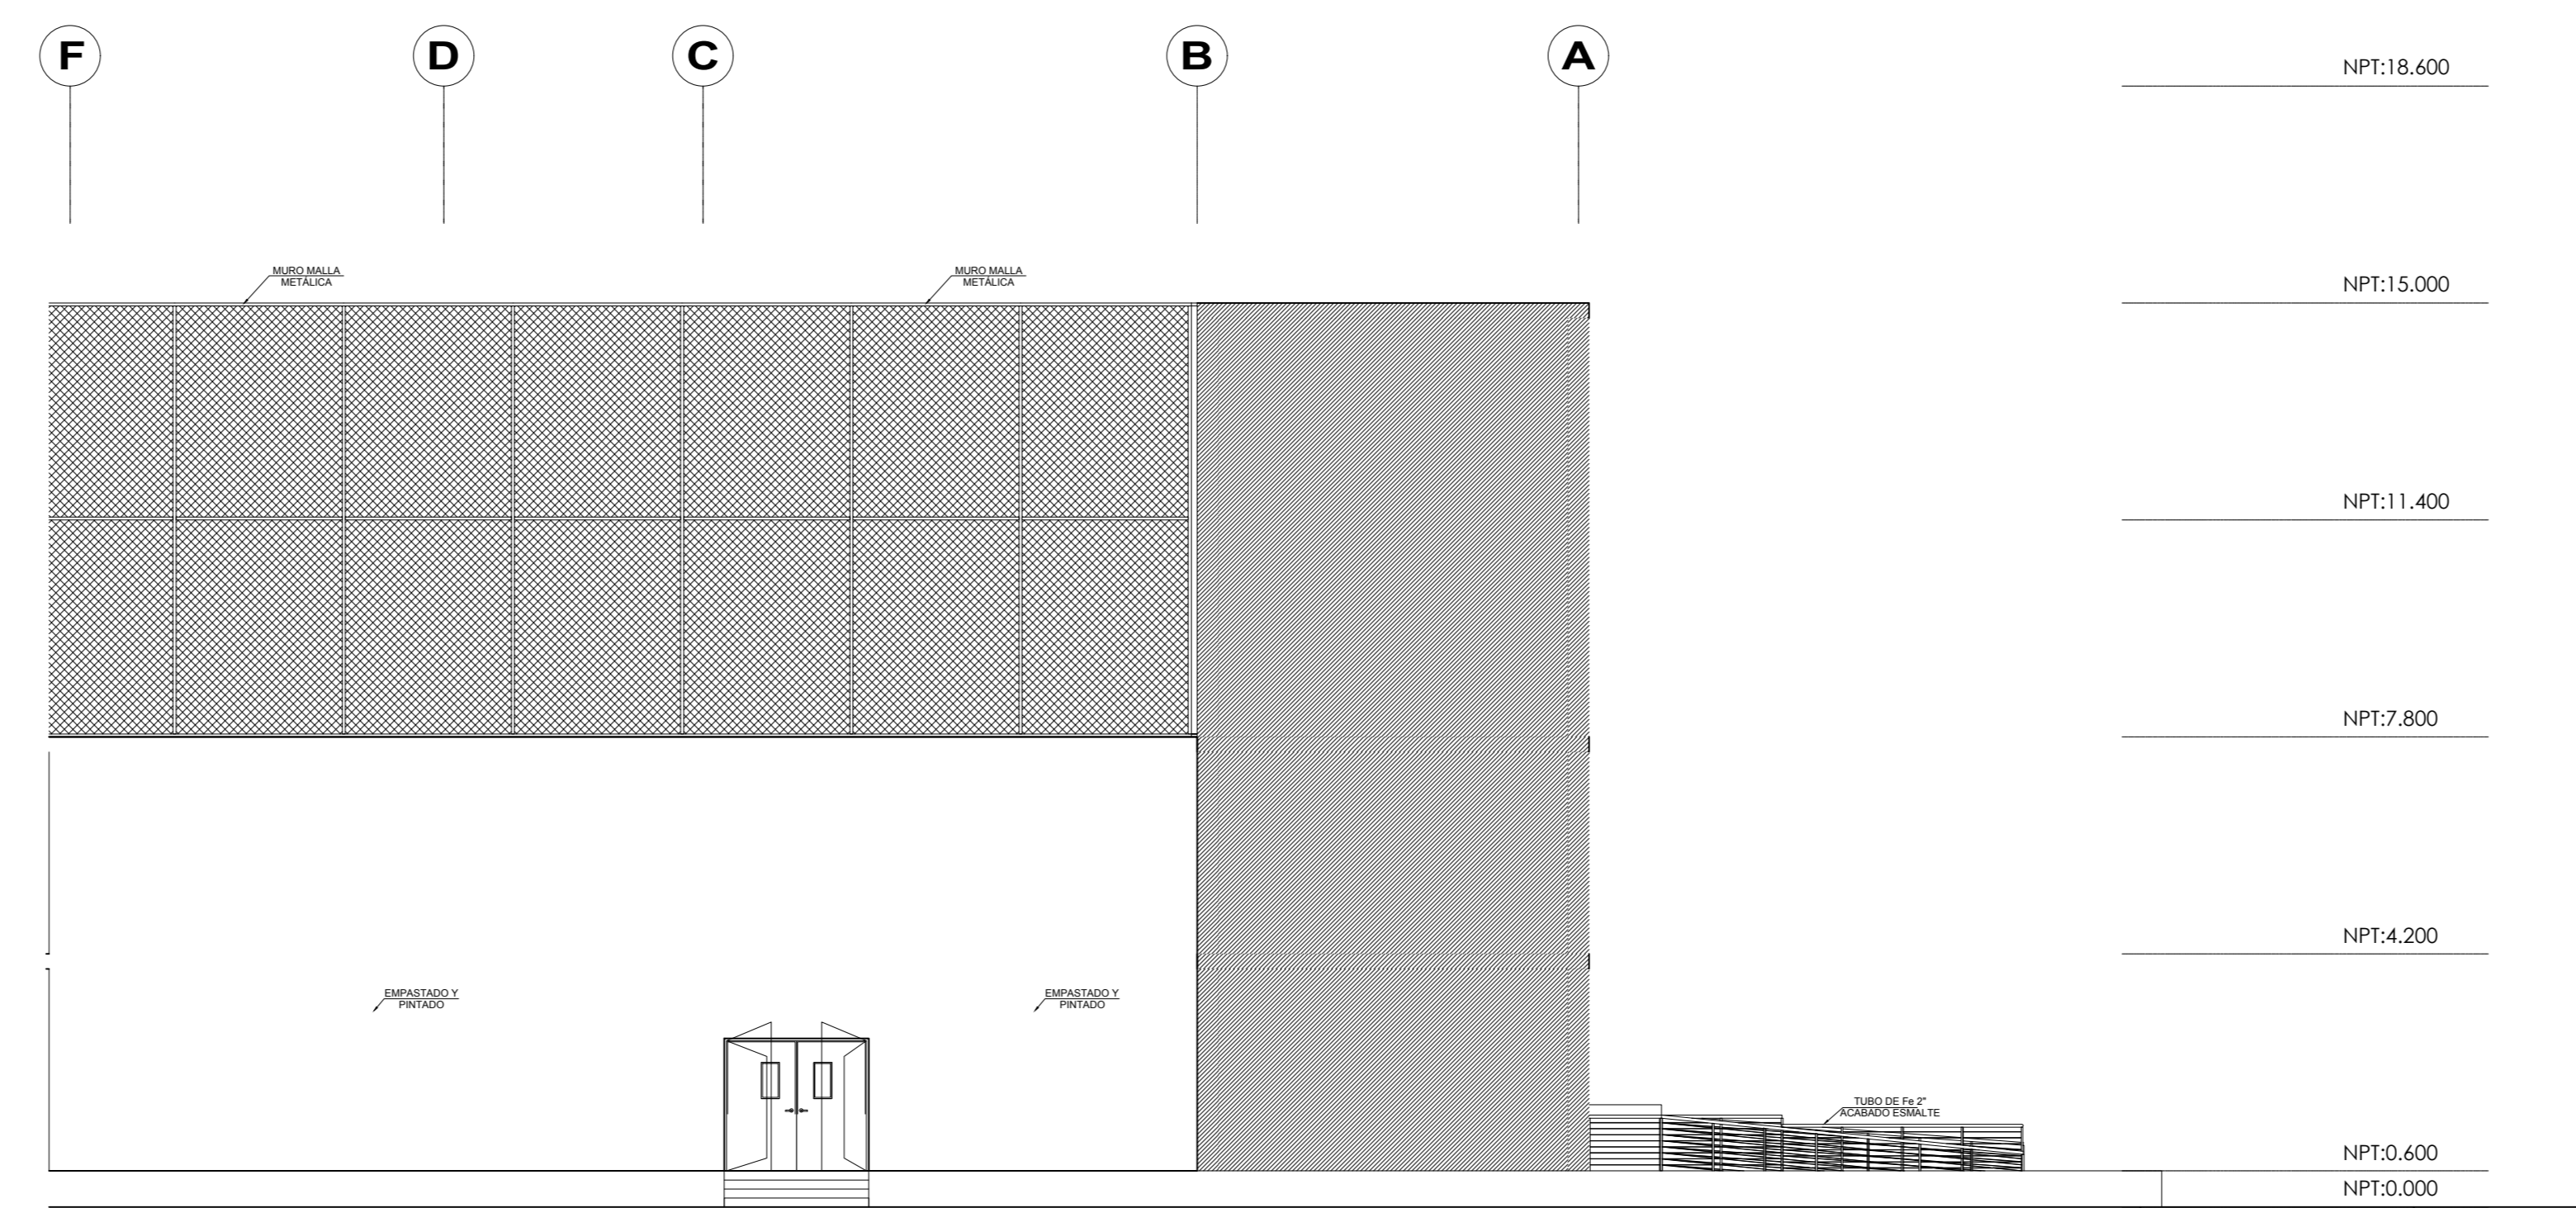 F
D
C
B
A
NPT:18.600
MURO MALLA
METÁLICA
MURO MALLA
METÁLICA
NPT:15.000
NPT:11.400
NPT:7.800
NPT:4.200
EMPASTADO Y
PINTADO
EMPASTADO Y
PINTADO
TUBO DE Fe 2"
ACABADO ESMALTE
NPT:0.600
NPT:0.000